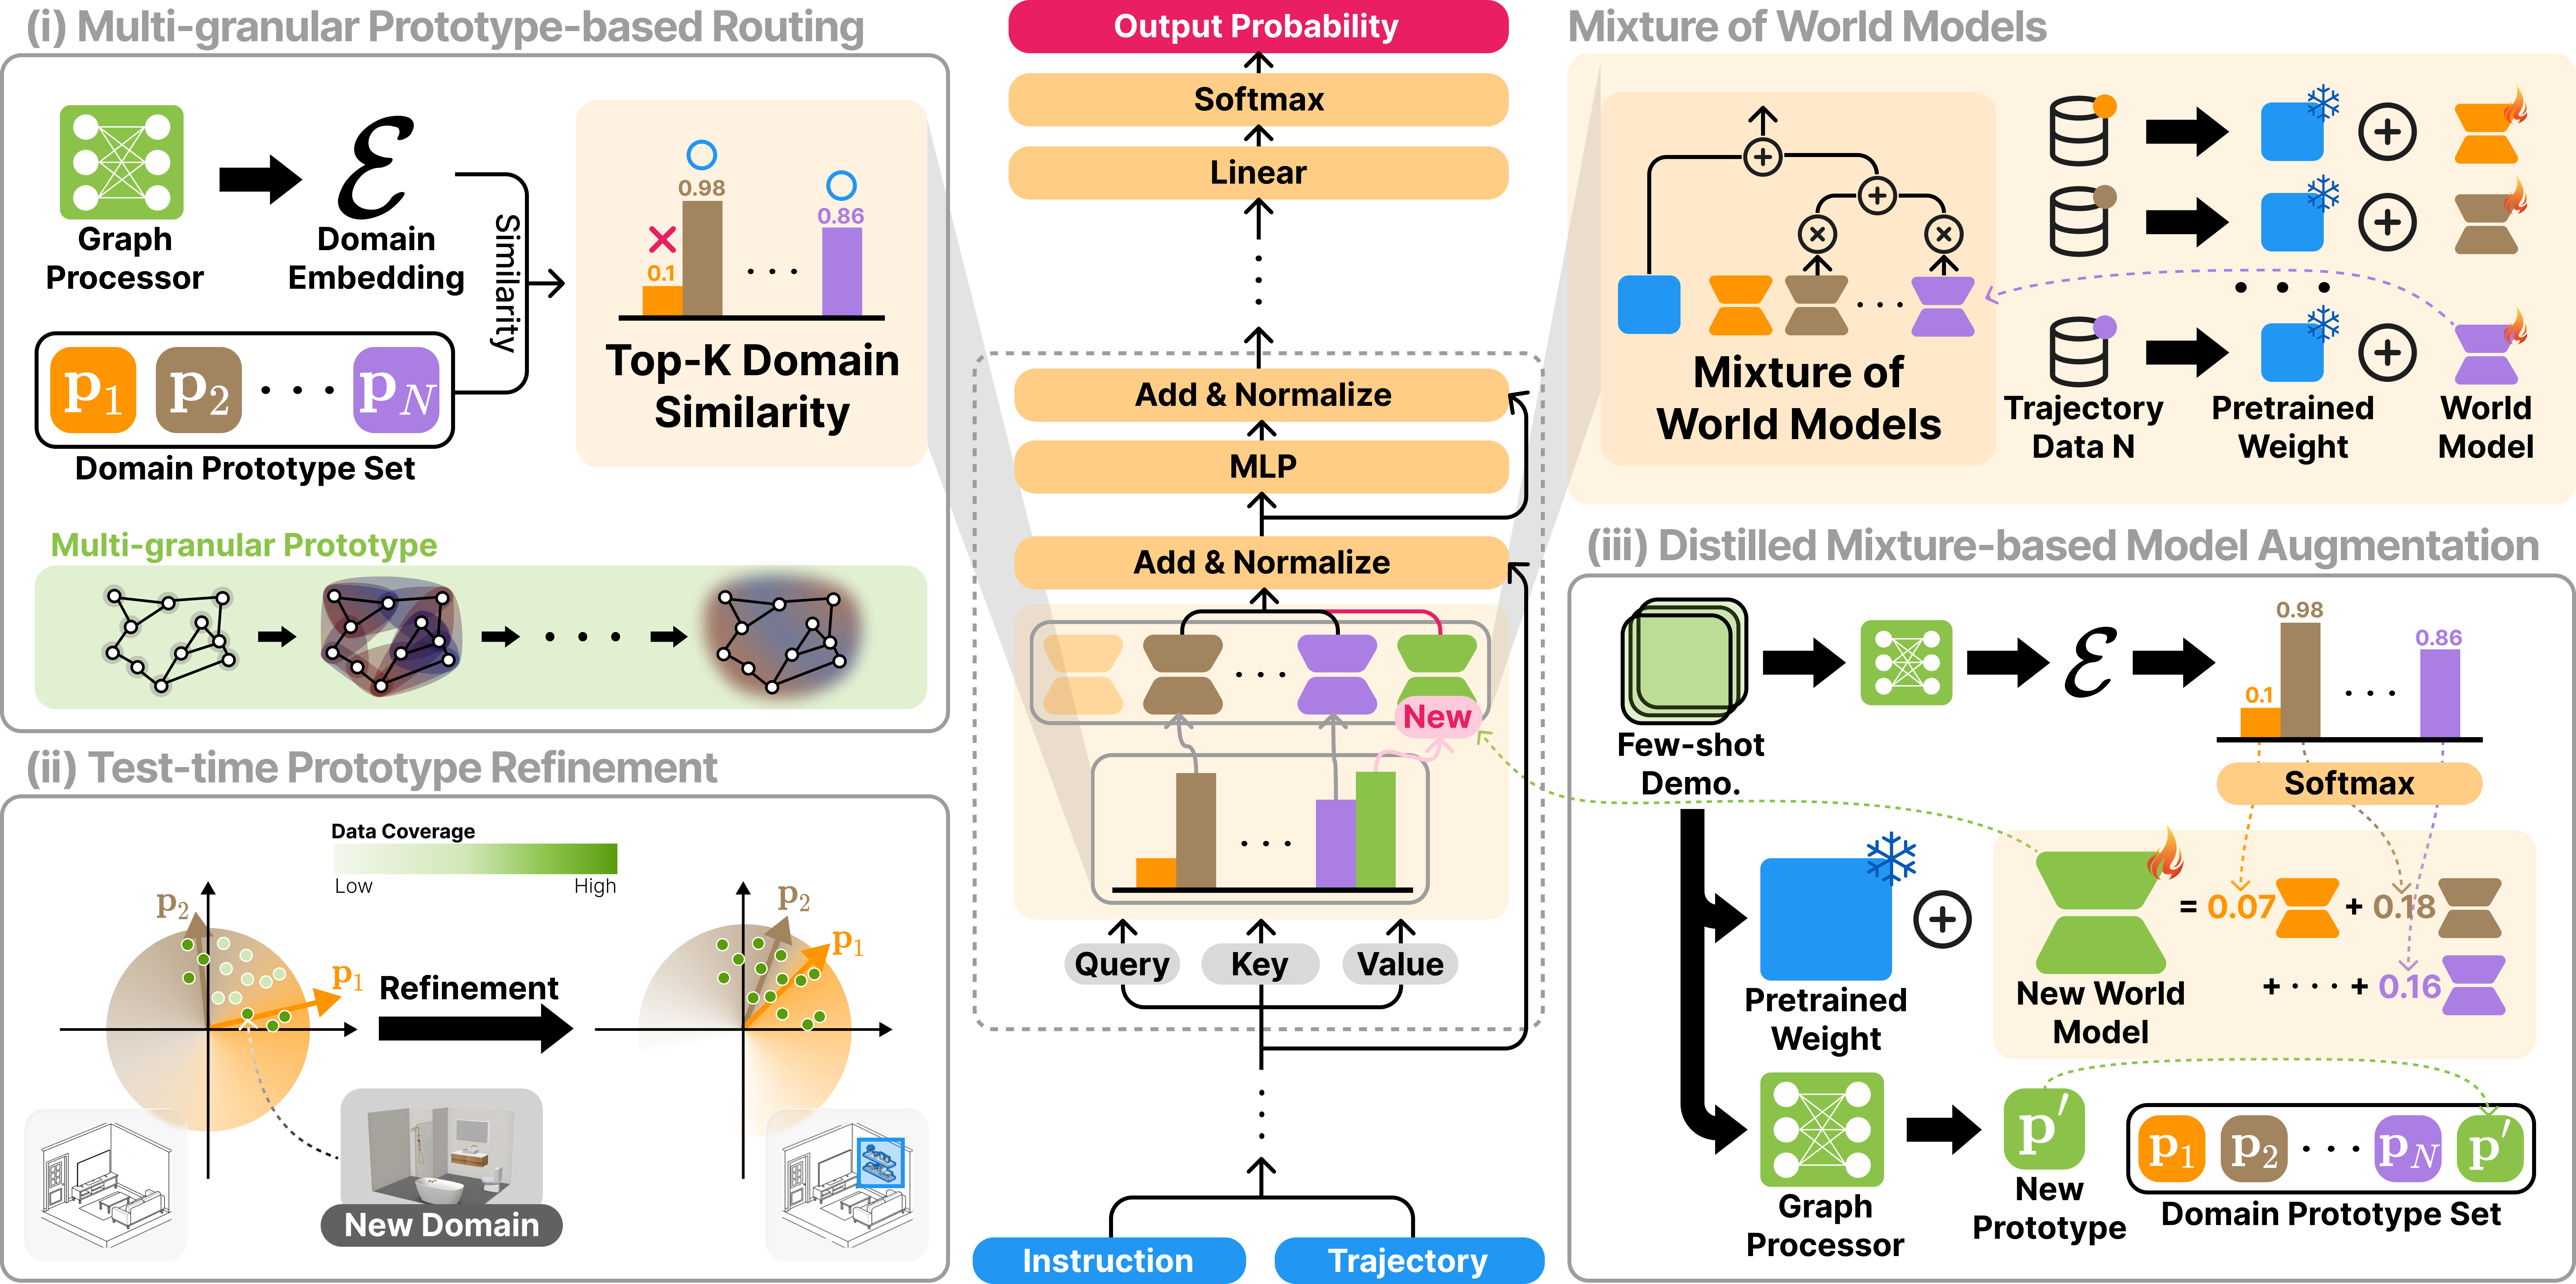 (i) Multi-granular Prototype-based Routing
Graph
Processor
ℰ
Domain
Embedding
Similarity
p1 p2 · · · pN
Domain Prototype Set
0.1
0.98
· · ·
0.86
Top-K Domain
Similarity
Multi-granular Prototype
· · ·
(ii) Test-time Prototype Refinement
Data Coverage
Low High
p2
p1
Refinement
p2
p1
New Domain
Output Probability
Softmax
Linear
Add & Normalize
MLP
Add & Normalize
· · ·
New
· · ·
Query Key Value
Instruction Trajectory
Mixture of World Models
· · ·
Mixture of
World Models
· · ·
Trajectory
Data N
Pretrained
Weight
World
Model
(iii) Distilled Mixture-based Model Augmentation
Few-shot
Demo.
ℰ
0.1
0.98
· · ·
0.86
Softmax
Pretrained
Weight
New World
Model
= 0.07 + 0.18
+ · · · + 0.16
Graph
Processor
p′
New
Prototype
p1 p2 · · · pN p′
Domain Prototype Set